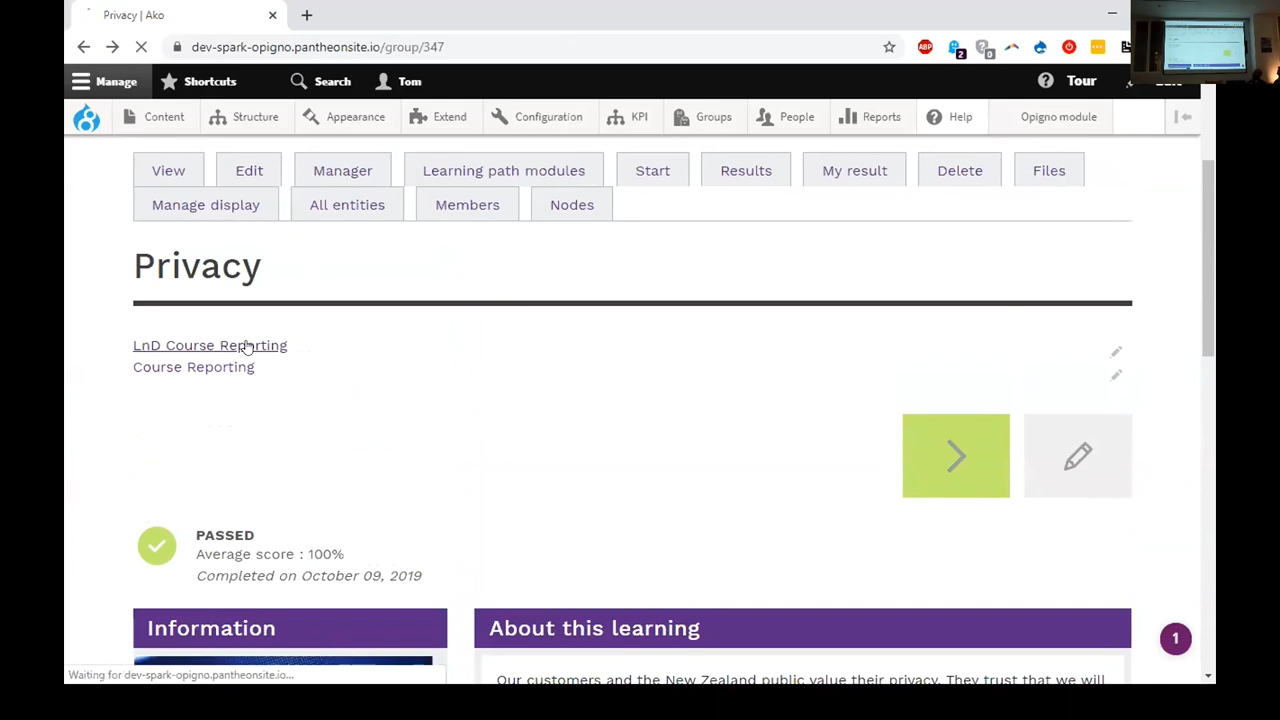 Privacy | Ako
dev-spark-opigno.pantheonsite.io/group/347
ABP 2 0
Manage Shortcuts Search Tom Tour
Content Structure Appearance Extend Configuration KPI Groups People Reports Help Opigno module
View Edit Manager Learning path modules Start Results My result Delete Files
Manage display All entities Members Nodes
Privacy
LnD Course Reporting
Course Reporting
PASSED
Average score : 100%
Completed on October 09, 2019
Information About this learning
1
Our customers and the New Zealand public value their privacy. They trust that we will
Waiting for dev-spark-opigno.pantheonsite.io...